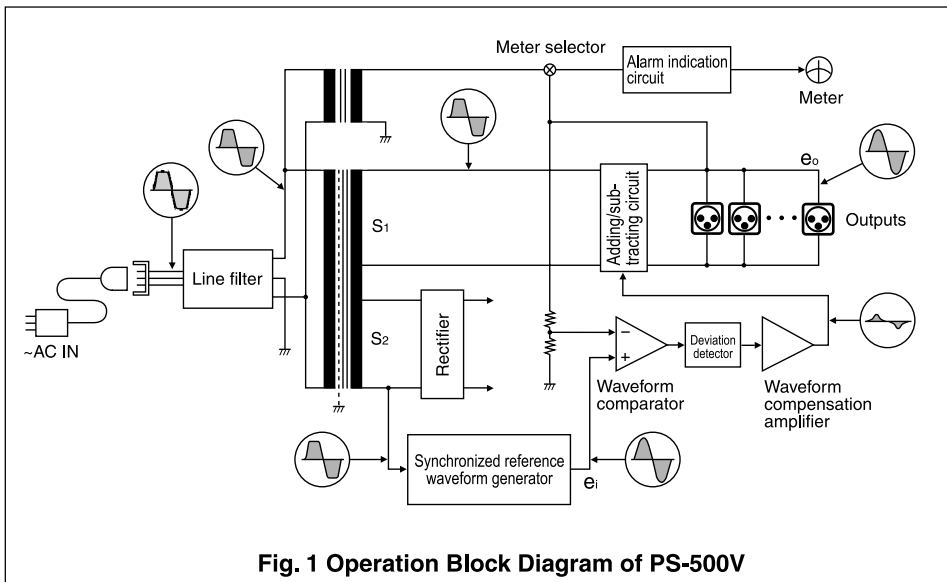 Meter selector
Alarm indication
circuit
Meter
eo
Outputs
Adding/sub-
tracting circuit
S1
Line filter
~AC IN
S2
Rectifier
−
+
Waveform
comparator
Deviation
detector
Waveform
compensation
amplifier
Synchronized reference
waveform generator
ei
Fig. 1 Operation Block Diagram of PS-500V